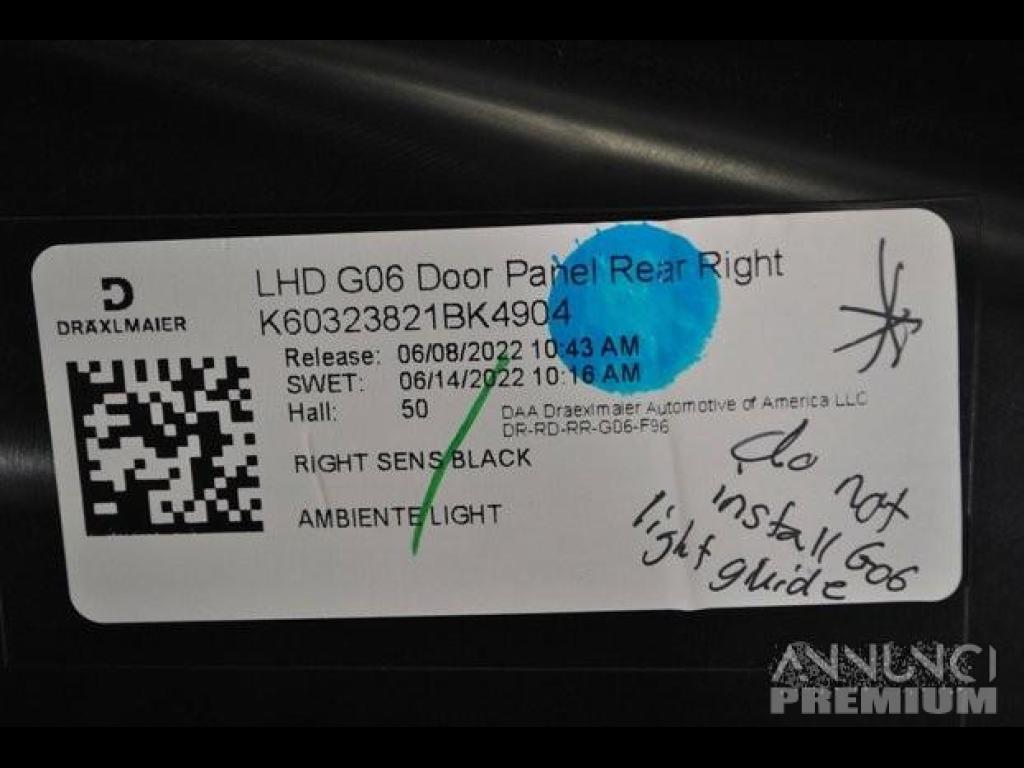 LHD G06 Door Panel Rear Right
DRÄXLMAIER
K60323821BK4904
Release: 06/08/2022 10:43 AM
SWET: 06/14/2022 10:16 AM
Hall: 50
DAA Draexlmaier Automotive of America LLC
DR-RD-RR-G06-F96
RIGHT SENS BLACK
AMBIENTE LIGHT
do not
install G06
light guide
ANNUNCI
PREMIUM